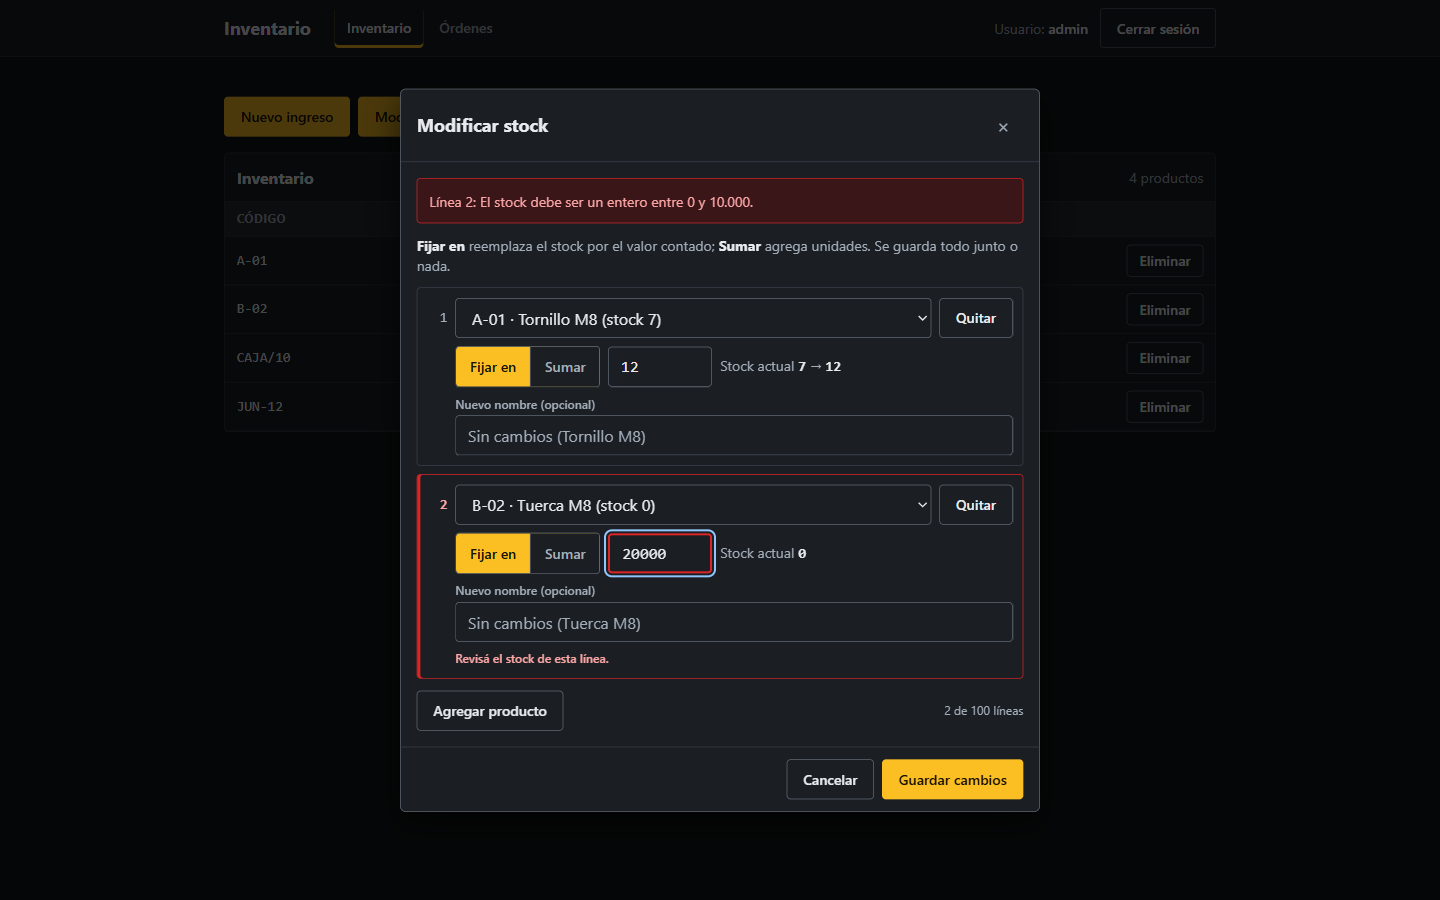 Inventario Inventario Órdenes Usuario: admin Cerrar sesión
Nuevo ingreso
Modificar stock ×
Inventario 4 productos
CÓDIGO
A-01 Eliminar
B-02 Eliminar
CAJA/10 Eliminar
JUN-12 Eliminar
Línea 2: El stock debe ser un entero entre 0 y 10.000.
Fijar en reemplaza el stock por el valor contado; Sumar agrega unidades. Se guarda todo junto o
nada.
1 A-01 · Tornillo M8 (stock 7) Quitar
Fijar en Sumar 12 Stock actual 7 → 12
Nuevo nombre (opcional)
Sin cambios (Tornillo M8)
2 B-02 · Tuerca M8 (stock 0) Quitar
Fijar en Sumar 20000 Stock actual 0
Nuevo nombre (opcional)
Sin cambios (Tuerca M8)
Revisá el stock de esta línea.
Agregar producto 2 de 100 líneas
Cancelar Guardar cambios